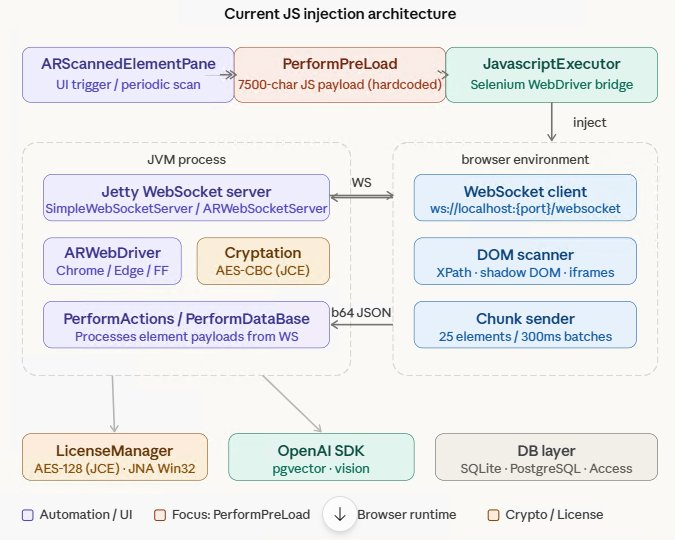 Current JS injection architecture
ARScannedElementPane
UI trigger / periodic scan
PerformPreLoad
7500-char JS payload (hardcoded)
JavascriptExecutor
Selenium WebDriver bridge
inject
JVM process
browser environment
Jetty WebSocket server
SimpleWebSocketServer / ARWebSocketServer
WS
WebSocket client
ws://localhost:{port}/websocket
ARWebDriver
Chrome / Edge / FF
Cryptation
AES-CBC (JCE)
DOM scanner
XPath · shadow DOM · iframes
PerformActions / PerformDataBase
Processes element payloads from WS
b64 JSON
Chunk sender
25 elements / 300ms batches
LicenseManager
AES-128 (JCE) · JNA Win32
OpenAI SDK
pgvector · vision
DB layer
SQLite · PostgreSQL · Access
Automation / UI
Focus: PerformPreLoad
Browser runtime
Crypto / License